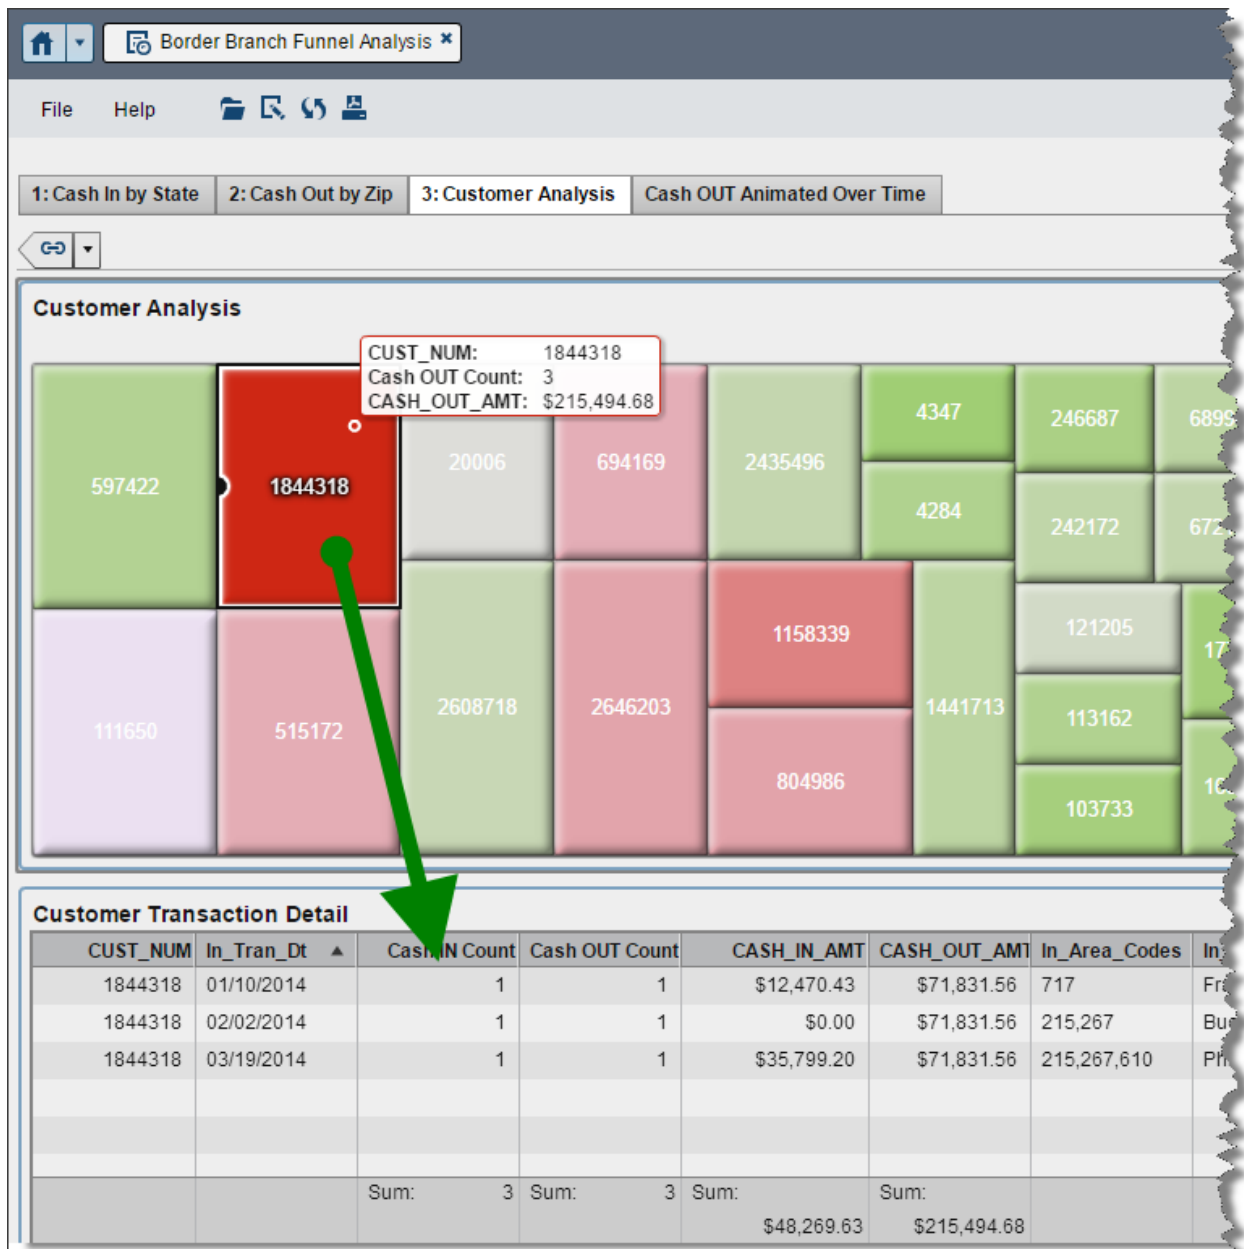 Border Branch Funnel Analysis ×
File Help
1: Cash In by State 2: Cash Out by Zip 3: Customer Analysis Cash OUT Animated Over Time
Customer Analysis
CUST_NUM: 1844318
Cash OUT Count: 3
CASH_OUT_AMT: $215,494.68
4347 246687
20006 694169 2435496
597422 1844318
4284 242172
1158339 121205
2608718 2646203 1441713 113162
111650 515172
804986 103733
Customer Transaction Detail
CUST_NUM In_Tran_Dt ▲ Cash IN Count Cash OUT Count CASH_IN_AMT CASH_OUT_AMT In_Area_Codes
1844318 01/10/2014 1 1 $12,470.43 $71,831.56 717
1844318 02/02/2014 1 1 $0.00 $71,831.56 215,267
1844318 03/19/2014 1 1 $35,799.20 $71,831.56 215,267,610
Sum: 3 Sum: 3 Sum: Sum:
$48,269.63 $215,494.68